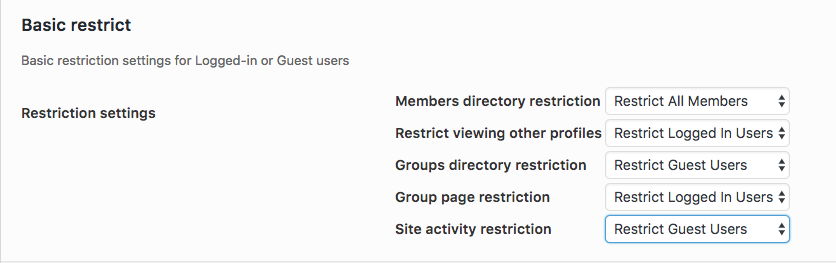 Basic restrict
Basic restriction settings for Logged-in or Guest users
Restriction settings
Members directory restriction Restrict All Members
Restrict viewing other profiles Restrict Logged In Users
Groups directory restriction Restrict Guest Users
Group page restriction Restrict Logged In Users
Site activity restriction Restrict Guest Users